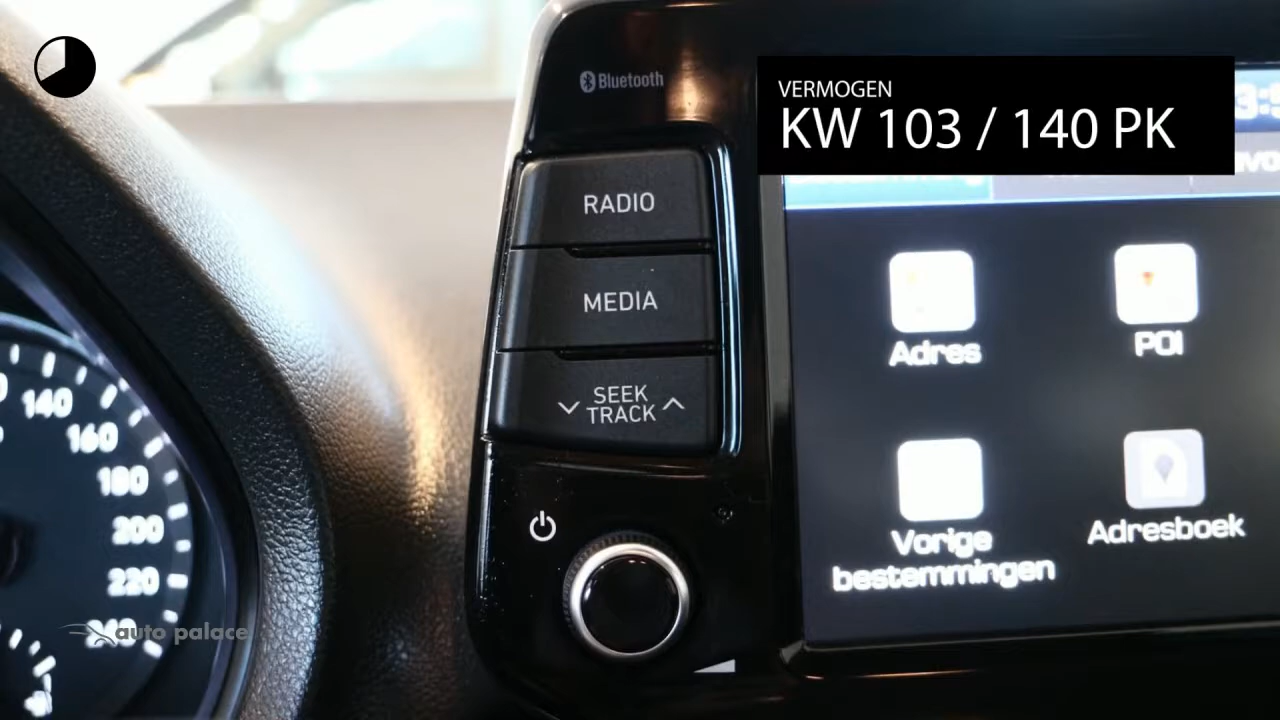 Bluetooth
VERMOGEN
KW 103 / 140 PK
RADIO
MEDIA
SEEK
TRACK
Adres
POI
Vorige
bestemmingen
Adresboek
140
160
180
200
220
240
auto palace